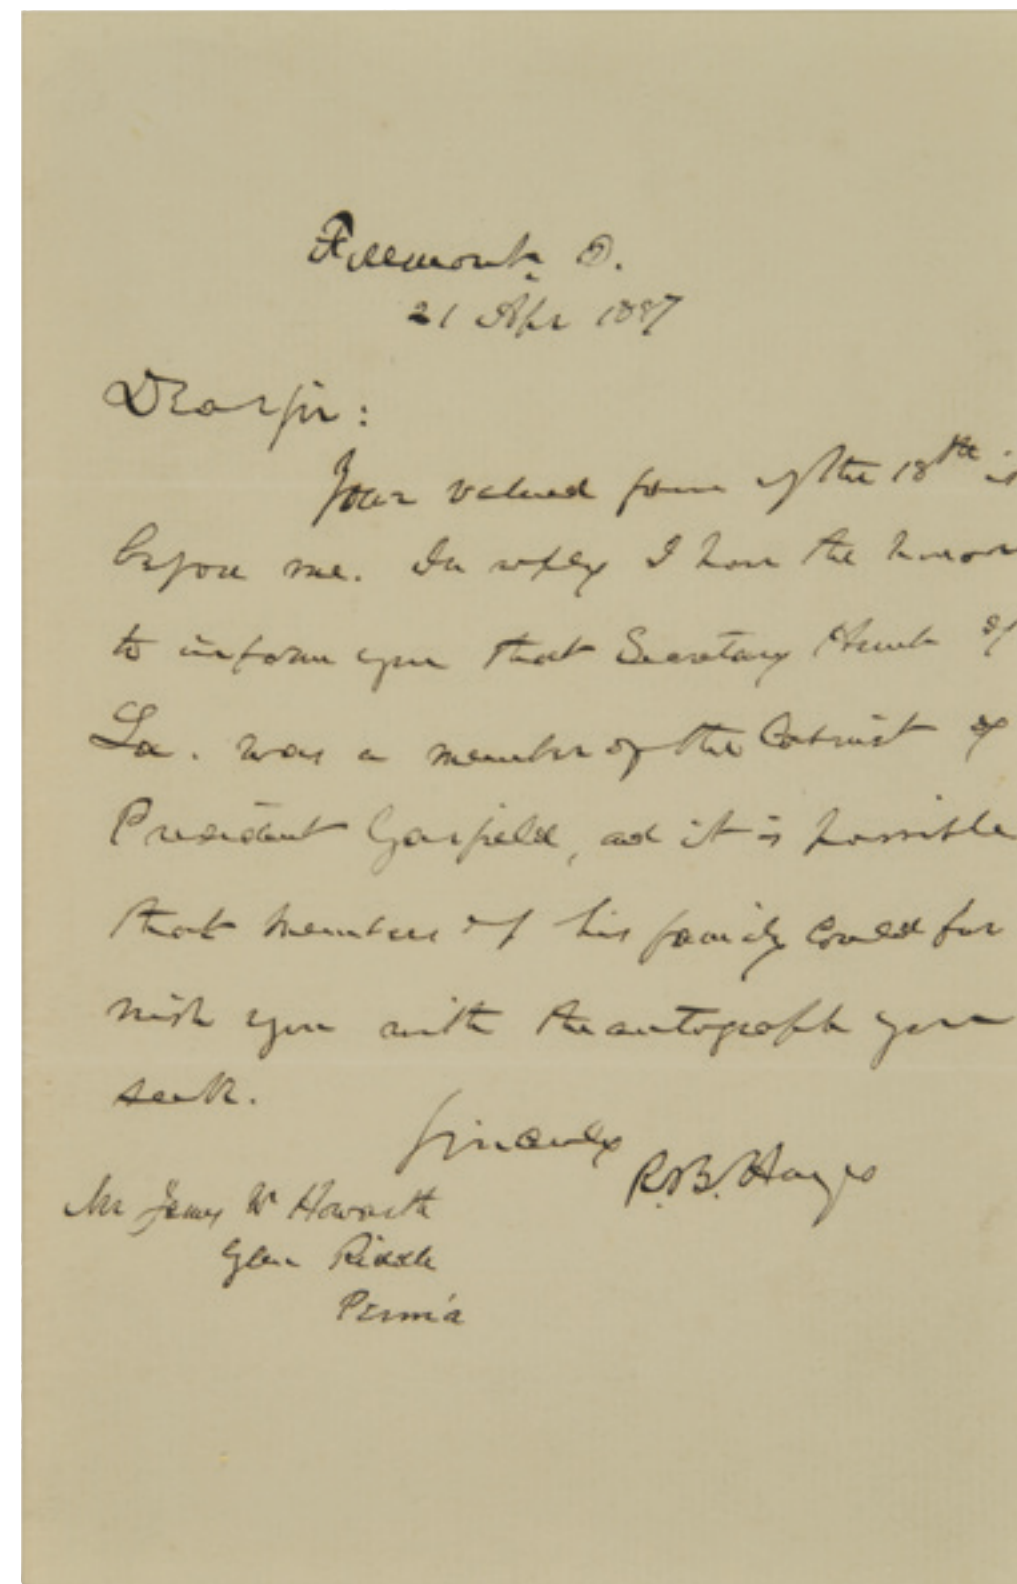 Fremont, O.
21 Apr 1887
Dear Sir:
Your valued favor of the 18th is
before me. In reply I have the honor
to inform you that Secretary Hunt of
La. was a member of the Cabinet of
President Garfield, and it is possible
that members of his family could fur
nish you with the autograph you
seek.
Sincerely
R. B. Hayes
Mr James W Howarth
Glen Riddle
Penn'a